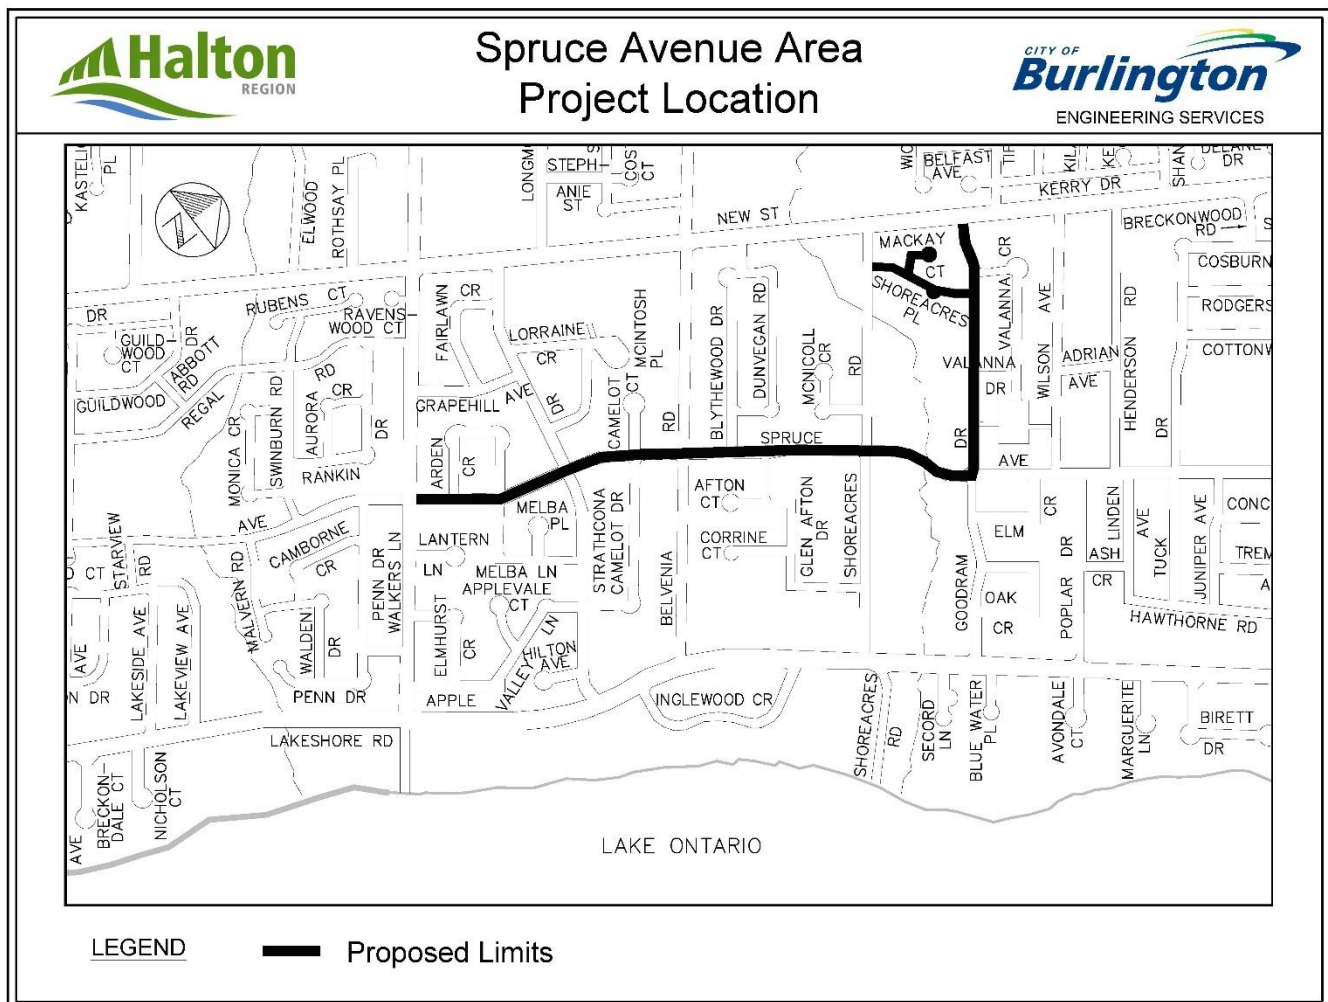 Halton
REGION
Spruce Avenue Area
Project Location
CITY OF
Burlington
ENGINEERING SERVICES
KASTELIC
PL
ELWOOD
ROTHSAY PL
STEPH-
ANIE
ST
CT
BELFAST
AVE
KERRY DR
DR
NEW ST
BRECKONWOOD
RD
MACKAY
CT
SHOREACRES
PL
VALANNA
CR
WILSON
AVE
HENDERSON
RD
COSBURN
RODGERS
DR
RUBENS CT
RAVENS-
WOOD CT
FAIRLAWN
CR
LORRAINE
CR
MCINTOSH
PL
BLYTHEWOOD DR
DUNVEGAN RD
MCNICOLL
CR
RD
VALANNA
DR
ADRIAN
AVE
DR
GUILD-
WOOD
CT
ABBOTT
RD
DR
GUILDWOOD
REGAL
RD
MONICA CR
SWINBURN RD
AURORA
CR
DR
RANKIN
GRAPEHILL AVE
DR
CAMELOT
CT
RD
SPRUCE
DR
AVE
ARDEN
CR
AVE
STARVIEW
RD
CT
CAMBORNE
CR
MALVERN RD
PENN DR
WALKERS LN
LANTERN
LN
MELBA
PL
MELBA LN
APPLEVALE
CT
STRATHCONA
CAMELOT DR
BELVENIA
AFTON
CT
CORRINE
CT
GLEN AFTON
DR
SHOREACRES
GOODRAM
ELM
CR
OAK
CR
POPLAR DR
LINDEN
AVE
ASH
CR
TUCK
JUNIPER AVE
HAWTHORNE RD
AVE
LAKESIDE AVE
LAKEVIEW AVE
WALDEN
DR
PENN DR
ELMHURST
CR
APPLE
VALLEY
LN
HILTON
AVE
INGLEWOOD CR
LAKESHORE RD
SHOREACRES
RD
SECORD
LN
BLUE WATER
PL
AVONDALE
CT
MARGUERITE
LN
BIRETT
DR
AVE
BRECKON-
DALE CT
NICHOLSON
CT
LAKE ONTARIO
LEGEND
Proposed Limits